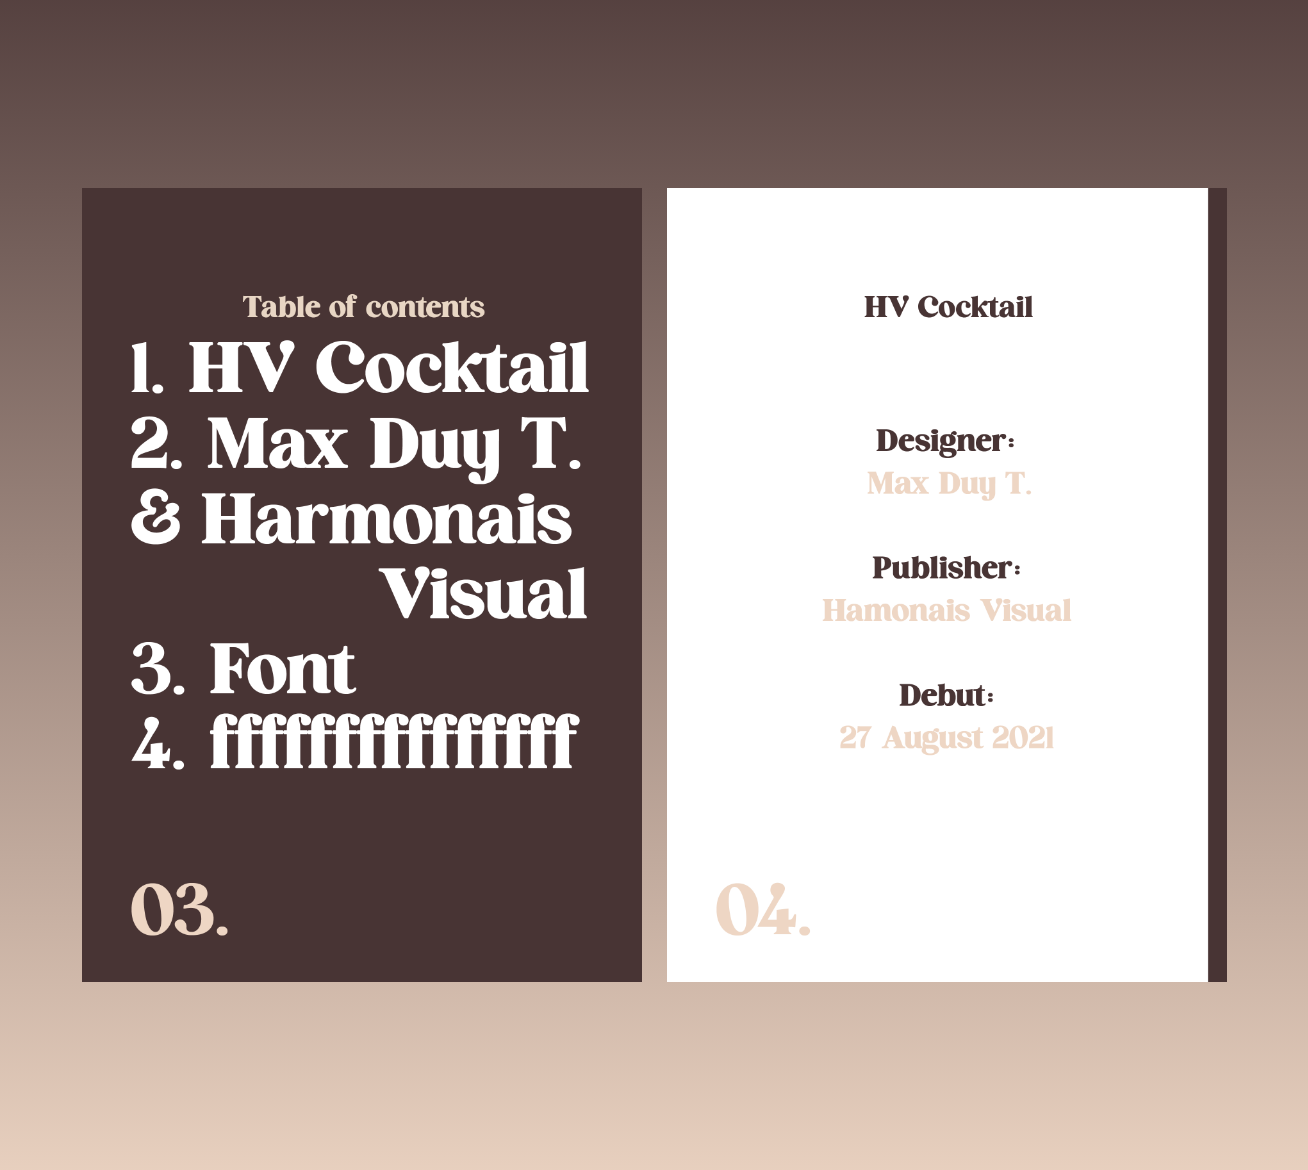 Table of contents
1. HV Cocktail
2. Max Duy T.
& Harmonais
Visual
3. Font
4. fffffffffffffff
03.
HV Cocktail
Designer:
Max Duy T.
Publisher:
Hamonais Visual
Debut:
27 August 2021
04.